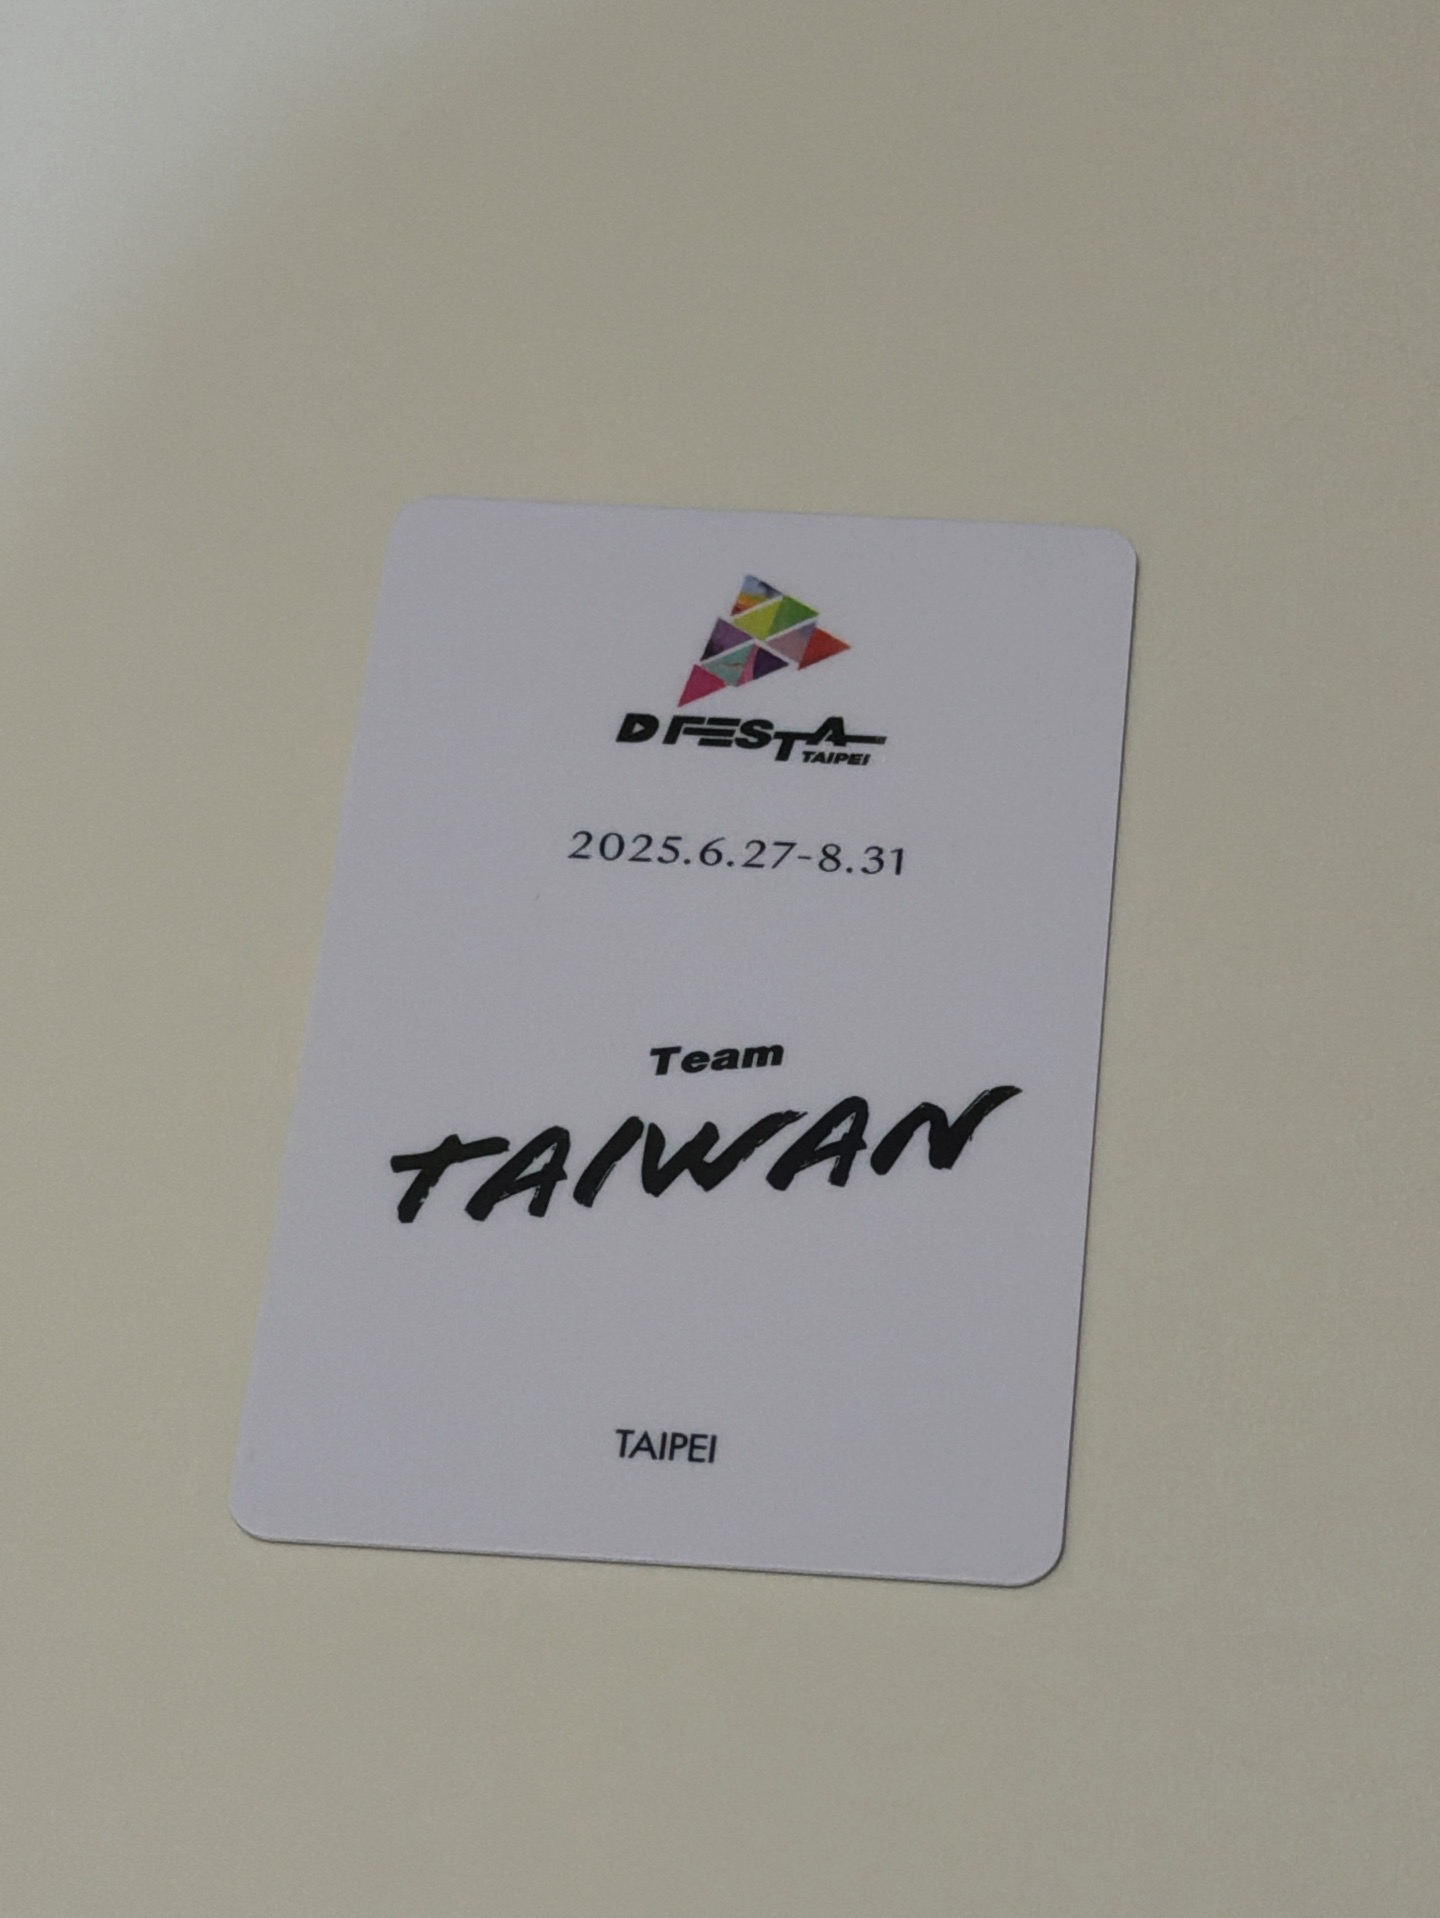 D FESTA
TAIPEI
2025.6.27-8.31
Team
TAIWAN
TAIPEI